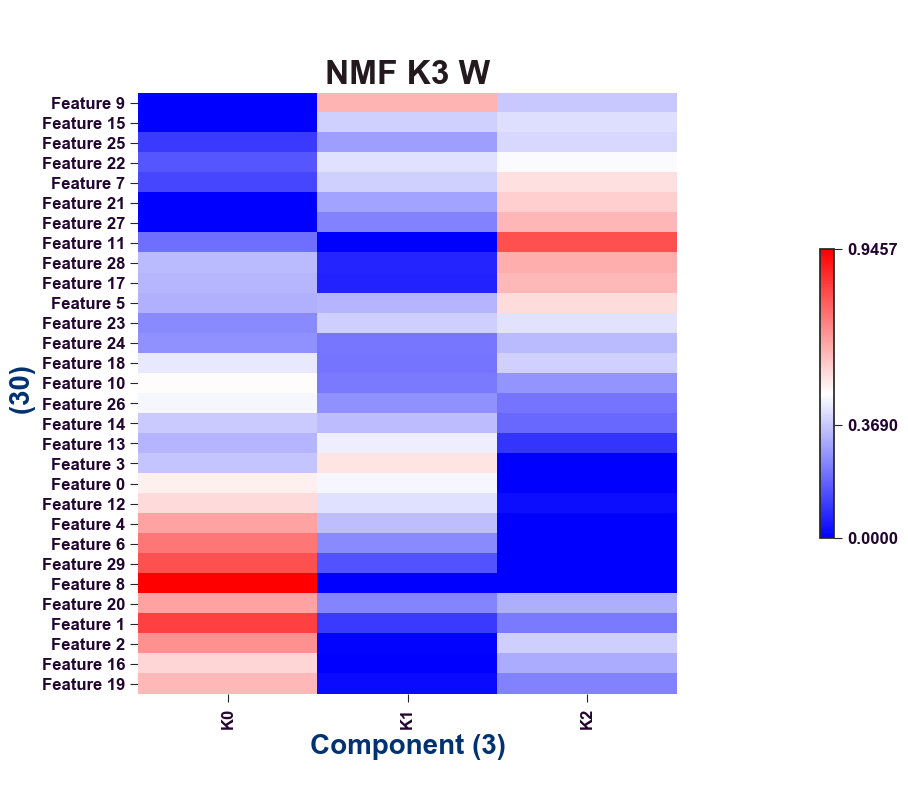 NMF K3 W
Feature 9
Feature 15
Feature 25
Feature 22
Feature 7
Feature 21
Feature 27
Feature 11
Feature 28
Feature 17
Feature 5
Feature 23
Feature 24
Feature 18
Feature 10
Feature 26
Feature 14
Feature 13
Feature 3
Feature 0
Feature 12
Feature 4
Feature 6
Feature 29
Feature 8
Feature 20
Feature 1
Feature 2
Feature 16
Feature 19
(30)
K0
K1
K2
Component (3)
0.9457
0.3690
0.0000